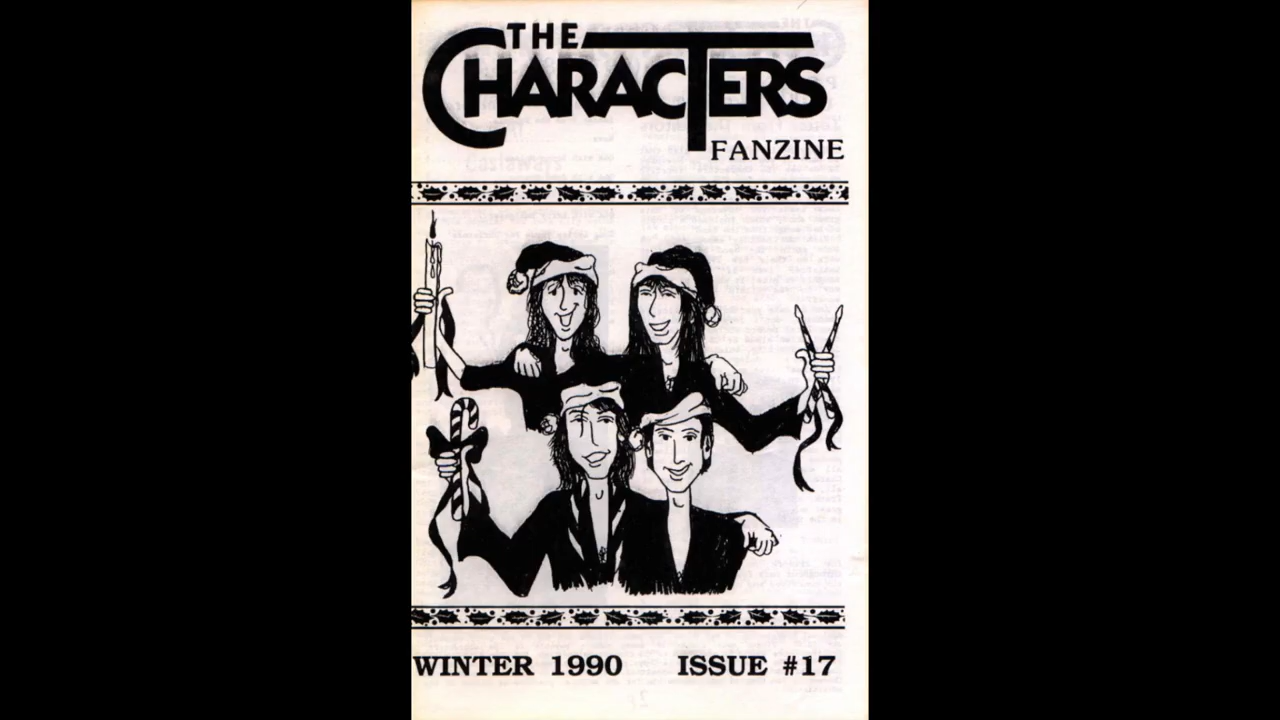 THE
CHARACTERS
FANZINE
WINTER 1990 ISSUE #17